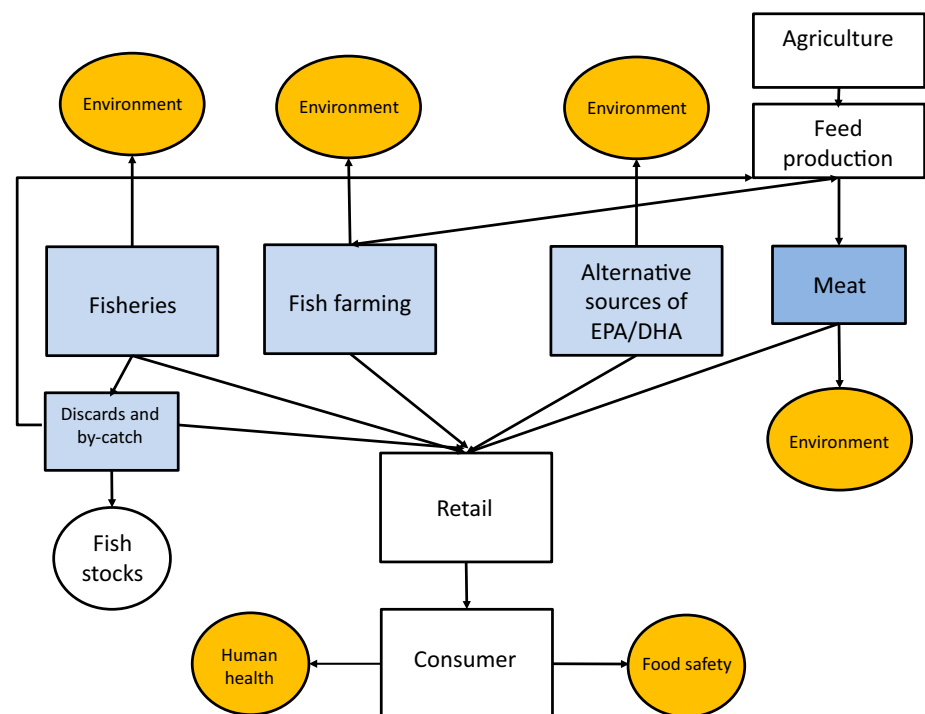 Agriculture
Environment
Environment
Environment
Feed
production
Fisheries
Fish farming
Alternative
sources of
EPA/DHA
Meat
Discards and
by-catch
Environment
Retail
Fish
stocks
Human
health
Consumer
Food safety